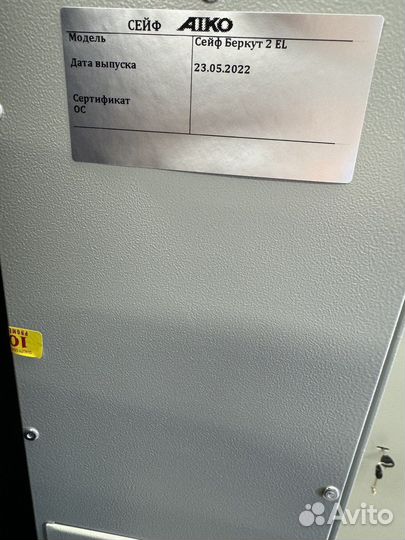 СЕЙФ AIKO
Модель Сейф Беркут 2 EL
Дата выпуска 23.05.2022
Сертификат
ОС
Avito